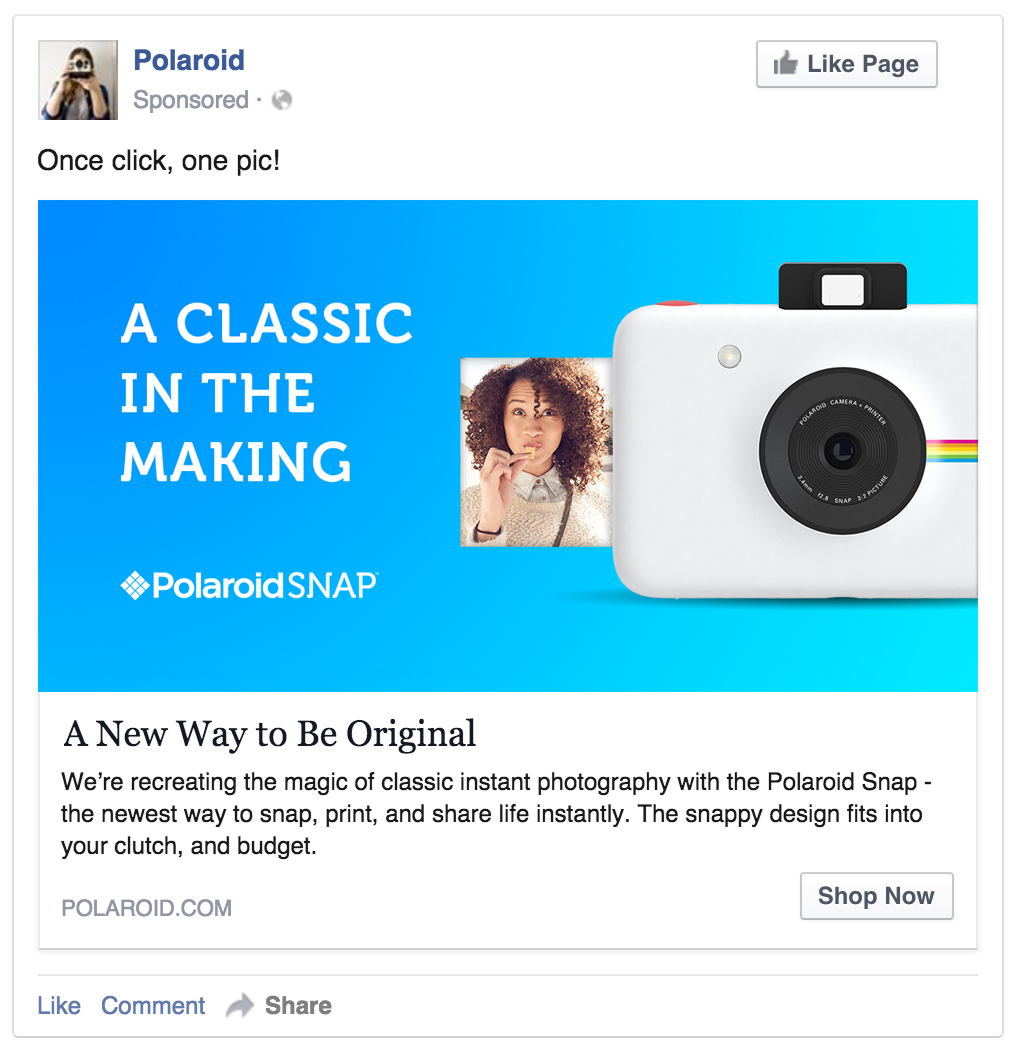 Polaroid
Like Page
Sponsored ·
Once click, one pic!
A CLASSIC
IN THE
MAKING
Polaroid SNAP
POLAROID CAMERA + PRINTER
3.4mm f2.8 SNAP 3:2 PICTURE
A New Way to Be Original
We’re recreating the magic of classic instant photography with the Polaroid Snap -
the newest way to snap, print, and share life instantly. The snappy design fits into
your clutch, and budget.
POLAROID.COM
Shop Now
Like Comment Share